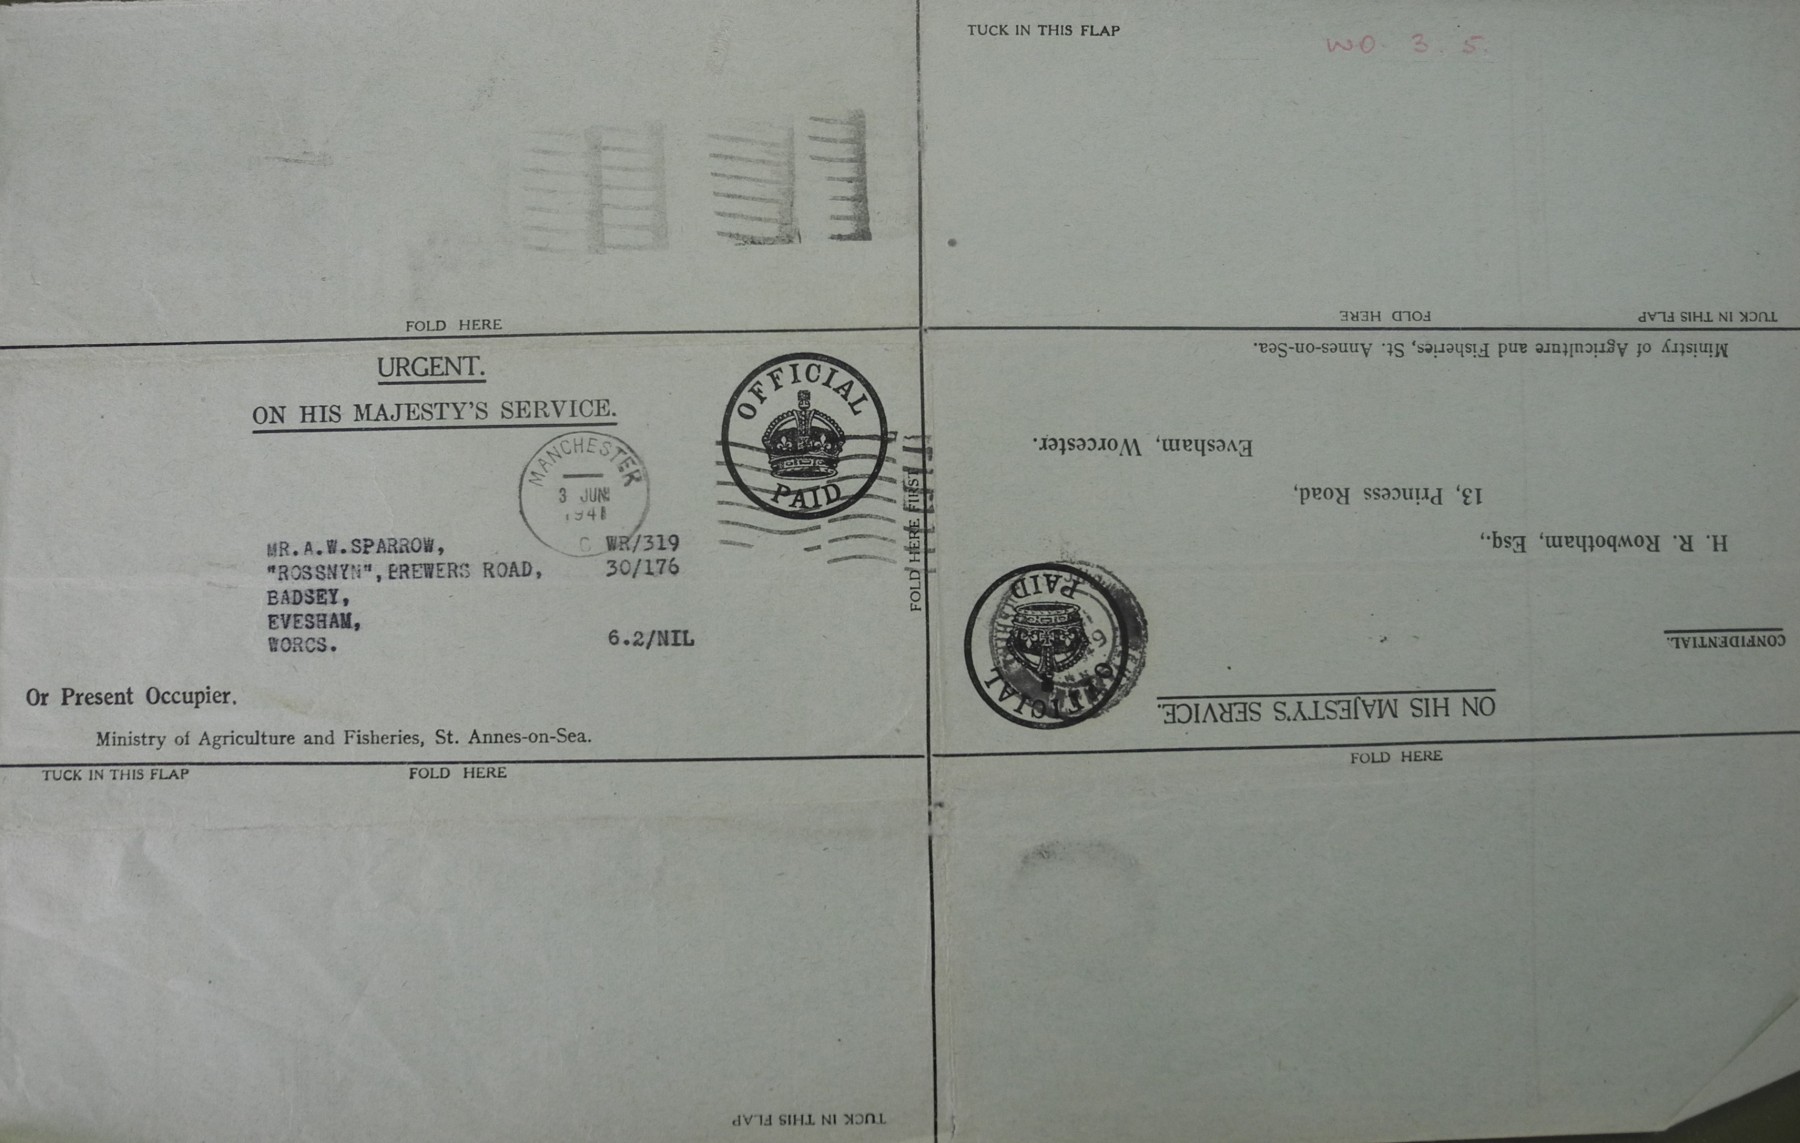 FOLD HERE
URGENT.
ON HIS MAJESTY'S SERVICE.
OFFICIAL
PAID
MANCHESTER
3 JUN
1941
MR.A.W.SPARROW, C WR/319
"ROSSNYN", BREWERS ROAD, 30/176
BADSEY,
EVESHAM,
WORCS. 6.2/NIL
Or Present Occupier.
Ministry of Agriculture and Fisheries, St. Annes-on-Sea.
TUCK IN THIS FLAP FOLD HERE
TUCK IN THIS FLAP
FOLD HERE FIRST
TUCK IN THIS FLAP
WO. 3. 5.
TUCK IN THIS FLAP FOLD HERE
CONFIDENTIAL.
ON HIS MAJESTY'S SERVICE.
OFFICIAL
PAID
H. R. Rowbotham, Esq.,
13, Princess Road,
Evesham, Worcester.
Ministry of Agriculture and Fisheries, St. Annes-on-Sea.
FOLD HERE